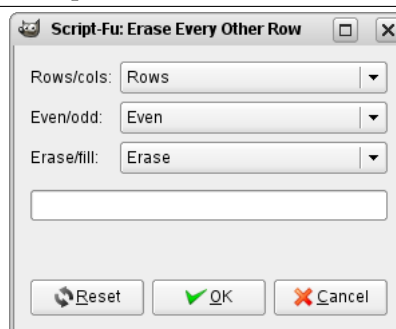 Script-Fu: Erase Every Other Row
Rows/cols: Rows
Even/odd: Even
Erase/fill: Erase
Reset OK Cancel